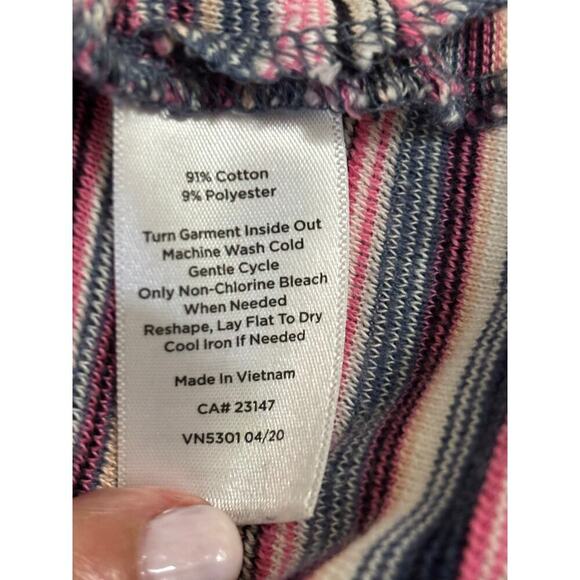 91% Cotton
9% Polyester
Turn Garment Inside Out
Machine Wash Cold
Gentle Cycle
Only Non-Chlorine Bleach
When Needed
Reshape, Lay Flat To Dry
Cool Iron If Needed
Made In Vietnam
CA# 23147
VN5301 04/20